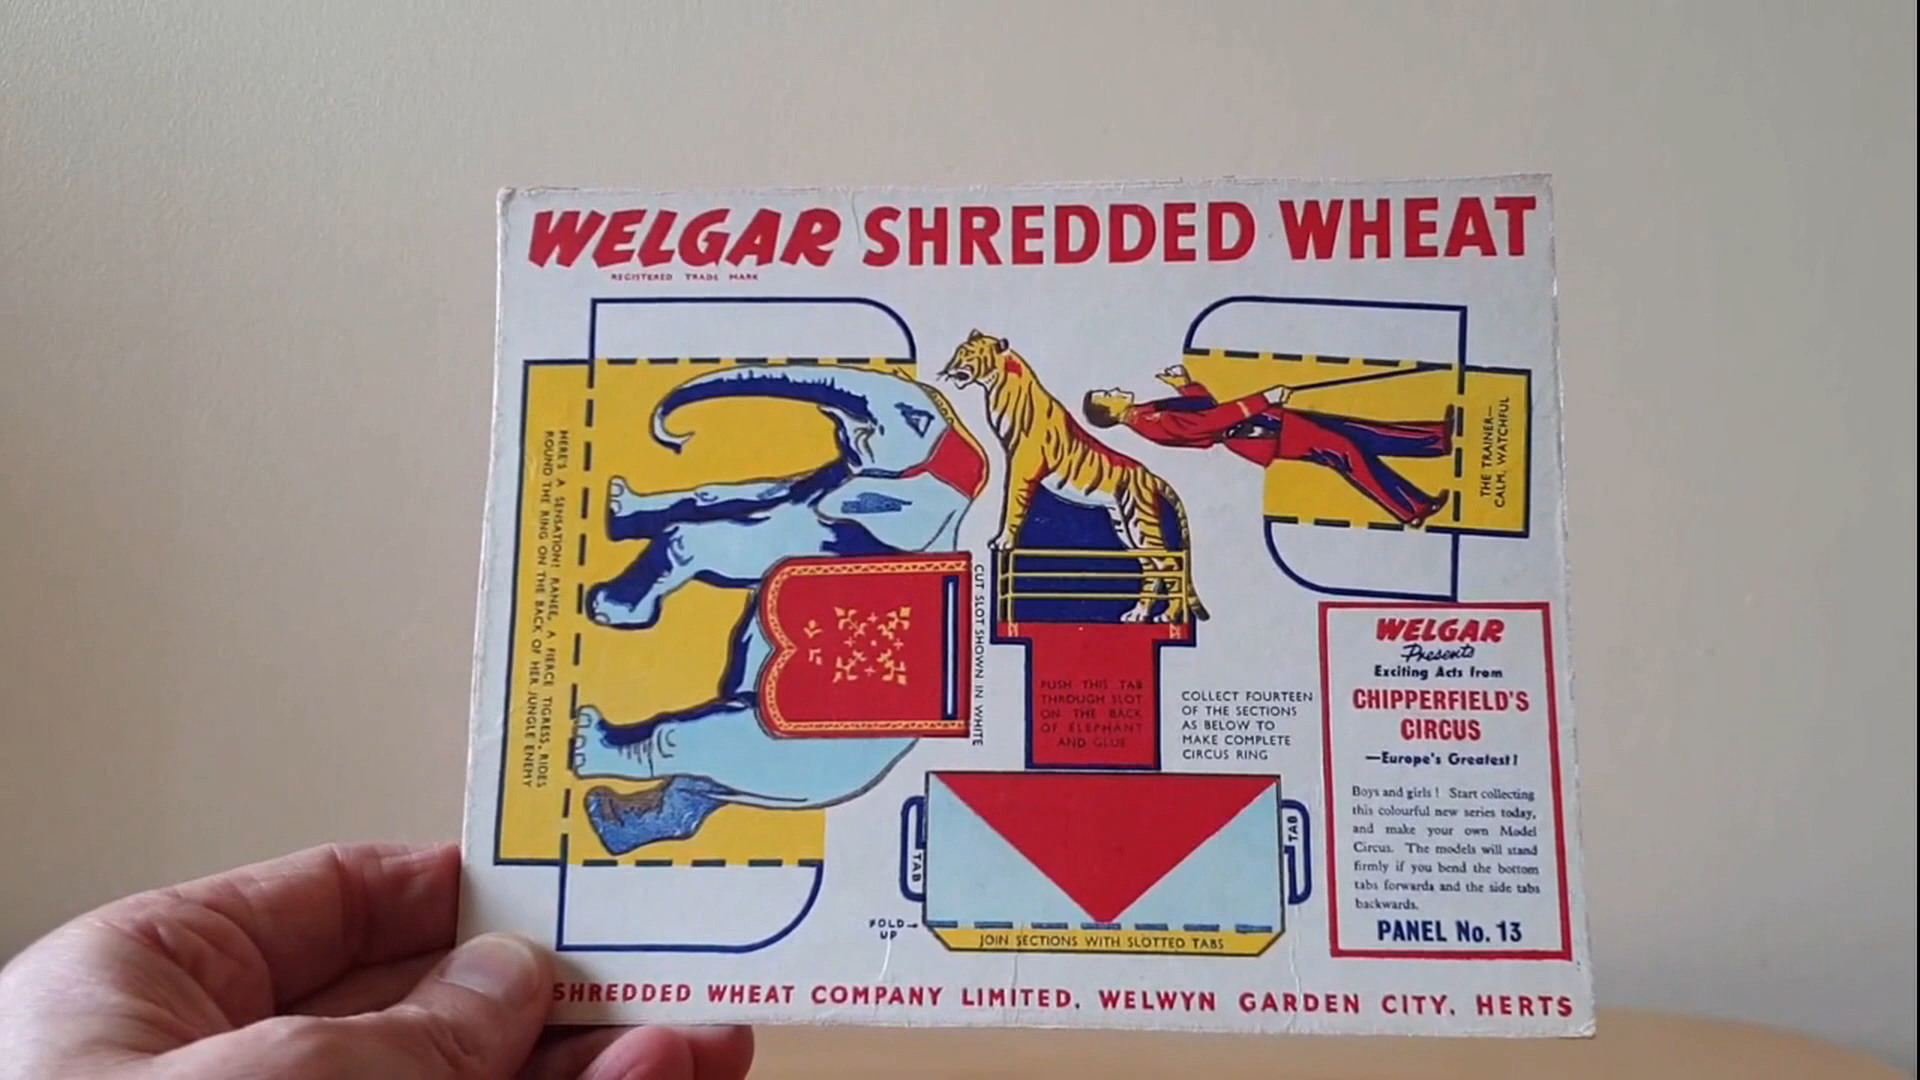 WELGAR SHREDDED WHEAT
REGISTERED TRADE MARK
HERE'S A SENSATION! RANEE, A FIERCE TIGRESS, RIDES
ROUND THE RING ON THE BACK OF HER JUNGLE ENEMY
CUT SLOT SHOWN IN WHITE
THE TRAINER—
CALM, WATCHFUL
PUSH THIS TAB
THROUGH SLOT
ON THE BACK
OF ELEPHANT
AND GLUE
COLLECT FOURTEEN
OF THE SECTIONS
AS BELOW TO
MAKE COMPLETE
CIRCUS RING
TAB
TAB
FOLD
UP
JOIN SECTIONS WITH SLOTTED TABS
WELGAR
Presents
Exciting Acts from
CHIPPERFIELD'S
CIRCUS
—Europe's Greatest!
Boys and girls! Start collecting
this colourful new series today,
and make your own Model
Circus. The models will stand
firmly if you bend the bottom
tabs forwards and the side tabs
backwards.
PANEL No. 13
SHREDDED WHEAT COMPANY LIMITED, WELWYN GARDEN CITY, HERTS